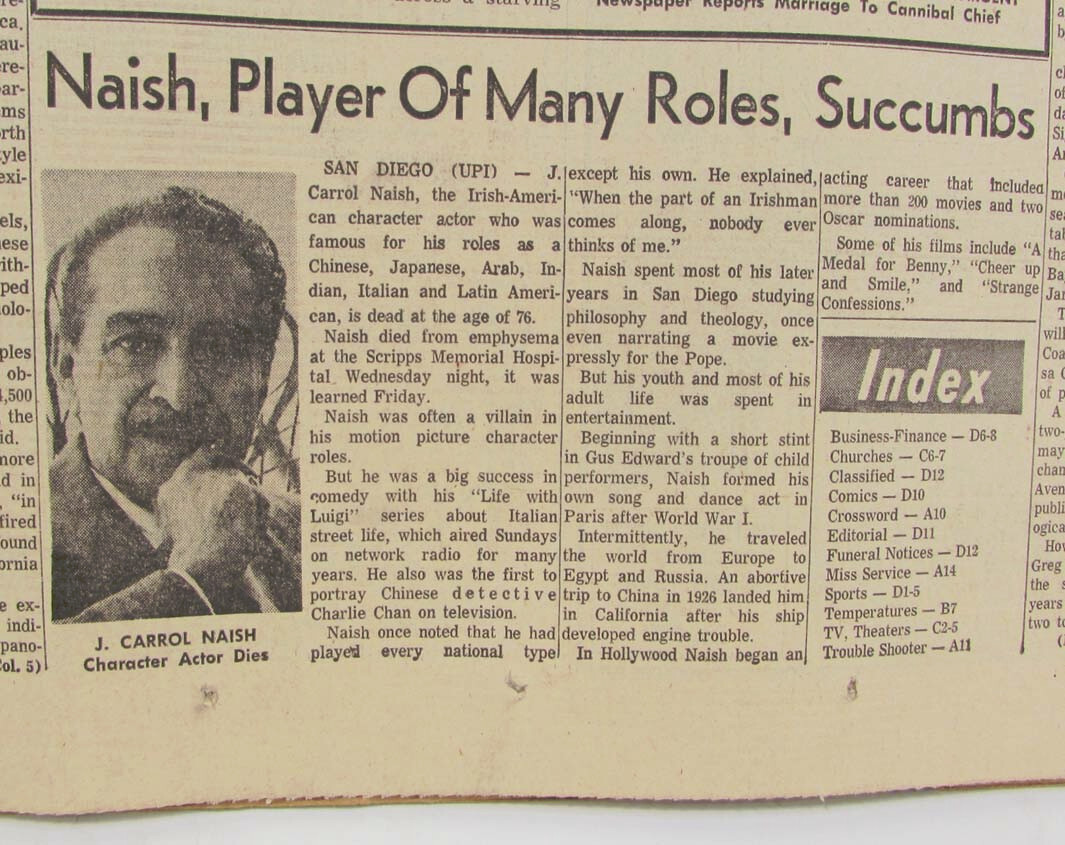 Newspaper Reports Marriage To Cannibal Chief
Naish, Player Of Many Roles, Succumbs
J. CARROL NAISH
Character Actor Dies
SAN DIEGO (UPI) — J.
Carrol Naish, the Irish-Ameri-
can character actor who was
famous for his roles as a
Chinese, Japanese, Arab, In-
dian, Italian and Latin Ameri-
can, is dead at the age of 76.
Naish died from emphysema
at the Scripps Memorial Hospi-
tal Wednesday night, it was
learned Friday.
Naish was often a villain in
his motion picture character
roles.
But he was a big success in
comedy with his "Life with
Luigi" series about Italian
street life, which aired Sundays
on network radio for many
years. He also was the first to
portray Chinese detective
Charlie Chan on television.
Naish once noted that he had
played every national type
except his own. He explained,
"When the part of an Irishman
comes along, nobody ever
thinks of me."
Naish spent most of his later
years in San Diego studying
philosophy and theology, once
even narrating a movie ex-
pressly for the Pope.
But his youth and most of his
adult life was spent in
entertainment.
Beginning with a short stint
in Gus Edward's troupe of child
performers, Naish formed his
own song and dance act in
Paris after World War I.
Intermittently, he traveled
the world from Europe to
Egypt and Russia. An abortive
trip to China in 1926 landed him
in California after his ship
developed engine trouble.
In Hollywood Naish began an
acting career that included
more than 200 movies and two
Oscar nominations.
Some of his films include "A
Medal for Benny," "Cheer up
and Smile," and "Strange
Confessions."
Index
Business-Finance — D6-8
Churches — C6-7
Classified — D12
Comics — D10
Crossword — A10
Editorial — D11
Funeral Notices — D12
Miss Service — A14
Sports — D1-5
Temperatures — B7
TV, Theaters — C2-5
Trouble Shooter — A11